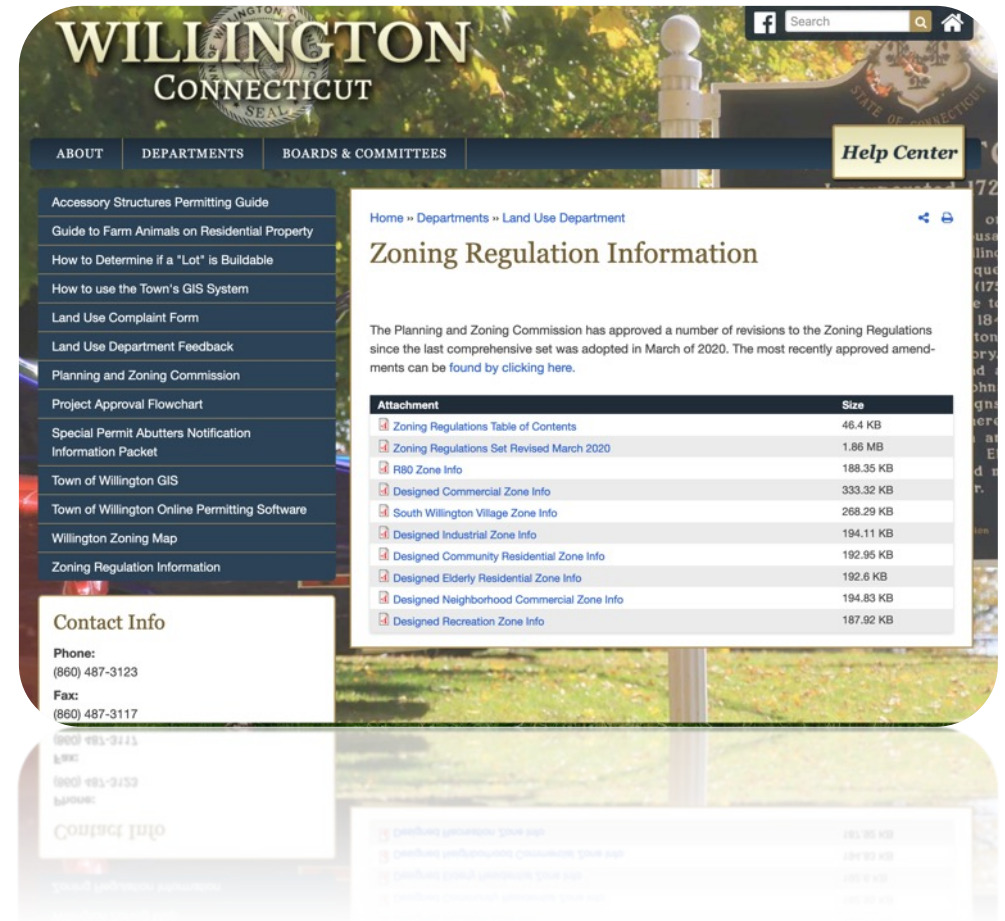 WILLINGTON
CONNECTICUT
SEAL
Search
STATE OF CONNECTICUT
ABOUT
DEPARTMENTS
BOARDS & COMMITTEES
Help Center
Accessory Structures Permitting Guide
Guide to Farm Animals on Residential Property
How to Determine if a "Lot" is Buildable
How to use the Town's GIS System
Land Use Complaint Form
Land Use Department Feedback
Planning and Zoning Commission
Project Approval Flowchart
Special Permit Abutters Notification
Information Packet
Town of Willington GIS
Town of Willington Online Permitting Software
Willington Zoning Map
Zoning Regulation Information
Contact Info
Phone:
(860) 487-3123
Fax:
(860) 487-3117
Home » Departments » Land Use Department
Zoning Regulation Information
The Planning and Zoning Commission has approved a number of revisions to the Zoning Regulations
since the last comprehensive set was adopted in March of 2020. The most recently approved amend-
ments can be found by clicking here.
Attachment Size
Zoning Regulations Table of Contents 46.4 KB
Zoning Regulations Set Revised March 2020 1.86 MB
R80 Zone Info 188.35 KB
Designed Commercial Zone Info 333.32 KB
South Willington Village Zone Info 268.29 KB
Designed Industrial Zone Info 194.11 KB
Designed Community Residential Zone Info 192.95 KB
Designed Elderly Residential Zone Info 192.6 KB
Designed Neighborhood Commercial Zone Info 194.83 KB
Designed Recreation Zone Info 187.92 KB